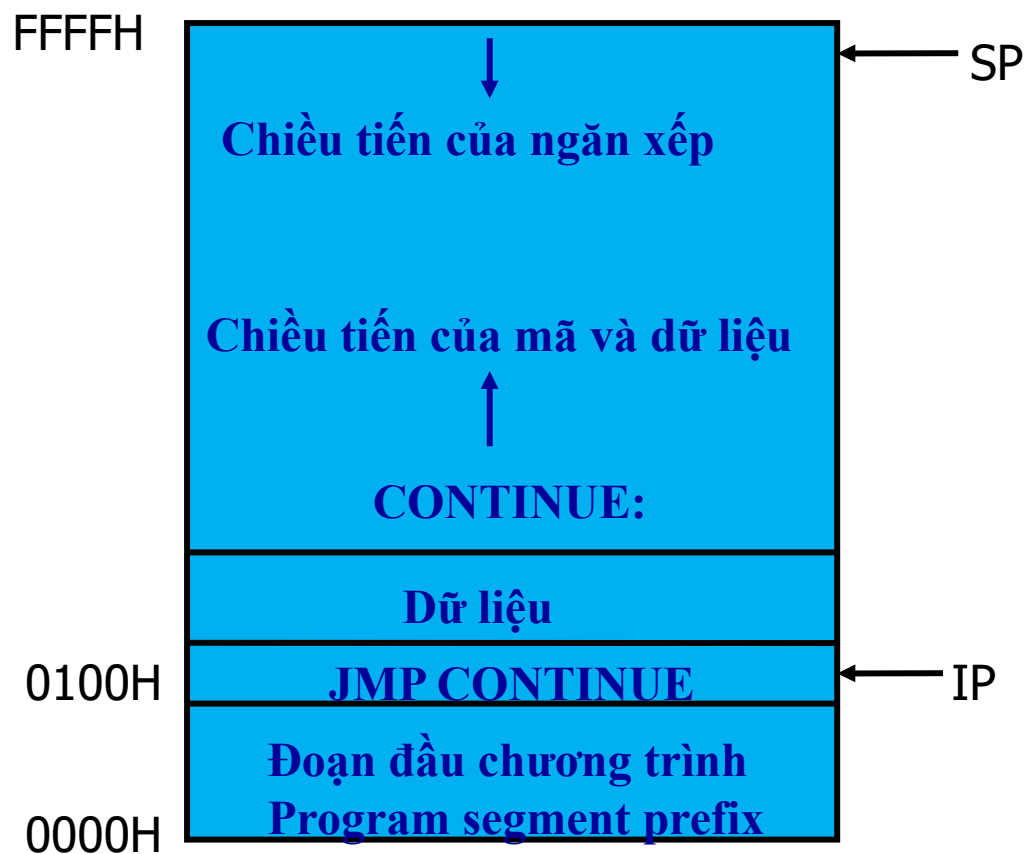 FFFFH
SP
Chiều tiến của ngăn xếp
Chiều tiến của mã và dữ liệu
CONTINUE:
Dữ liệu
0100H
JMP CONTINUE
IP
Đoạn đầu chương trình
Program segment prefix
0000H